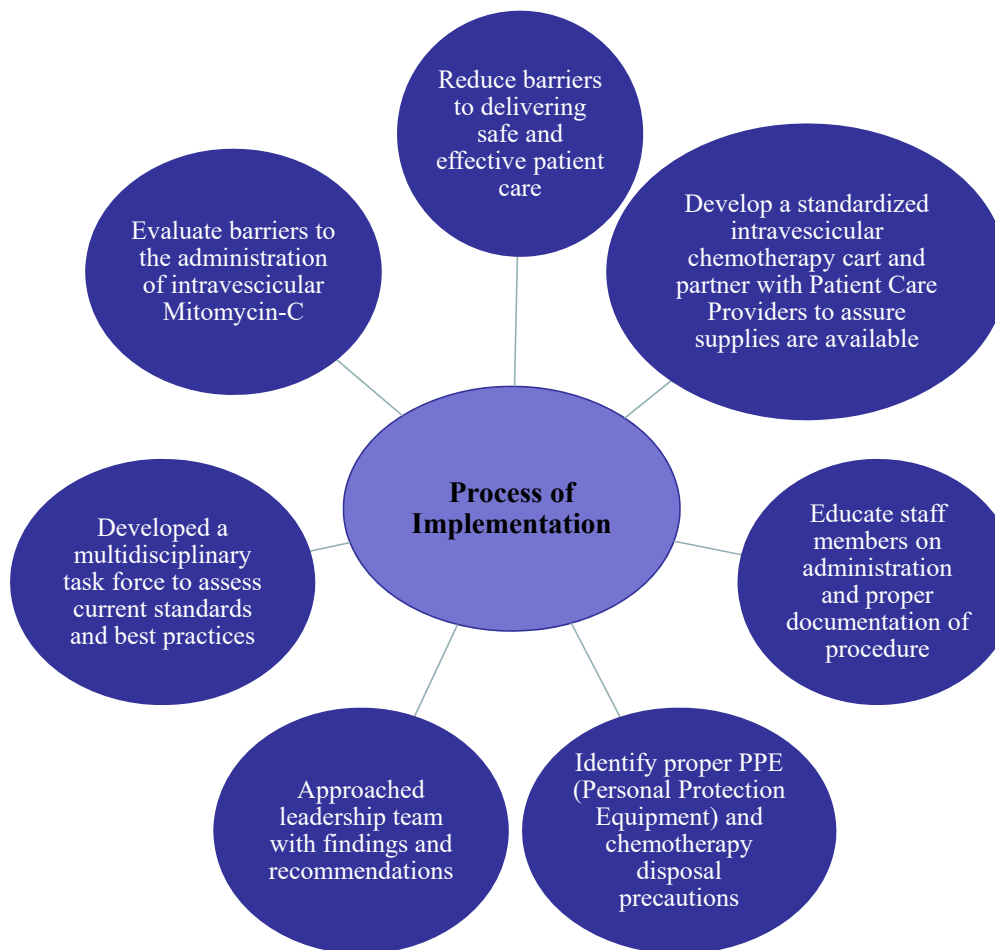 Reduce barriers
to delivering
safe and
effective patient
care
Develop a standardized
intravescicular
chemotherapy cart and
partner with Patient Care
Providers to assure
supplies are available
Educate staff
members on
administration
and proper
documentation of
procedure
Identify proper PPE
(Personal Protection
Equipment) and
chemotherapy
disposal
precautions
Approached
leadership team
with findings and
recommendations
Developed a
multidisciplinary
task force to assess
current standards
and best practices
Evaluate barriers to
the administration
of intravescicular
Mitomycin-C
Process of
Implementation